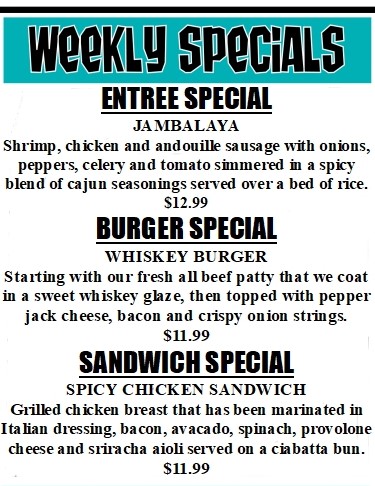 WEEKLY SPECIALS
ENTREE SPECIAL
JAMBALAYA
Shrimp, chicken and andouille sausage with onions,
peppers, celery and tomato simmered in a spicy
blend of cajun seasonings served over a bed of rice.
$12.99
BURGER SPECIAL
WHISKEY BURGER
Starting with our fresh all beef patty that we coat
in a sweet whiskey glaze, then topped with pepper
jack cheese, bacon and crispy onion strings.
$11.99
SANDWICH SPECIAL
SPICY CHICKEN SANDWICH
Grilled chicken breast that has been marinated in
Italian dressing, bacon, avacado, spinach, provolone
cheese and sriracha aioli served on a ciabatta bun.
$11.99